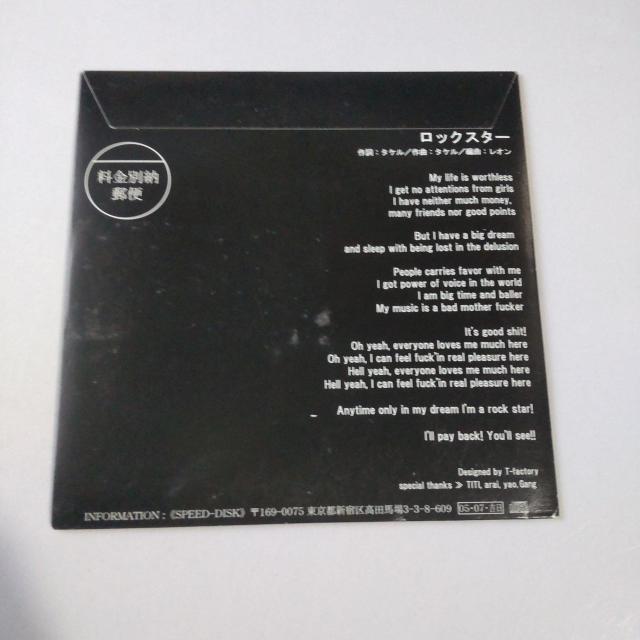 ロックスター
作詞：タケル／作曲：タケル／編曲：レオン
料金別納
郵便
My life is worthless
I get no attentions from girls
I have neither much money,
many friends nor good points
But I have a big dream
and sleep with being lost in the delusion
People carries favor with me
I got power of voice in the world
I am big time and baller
My music is a bad mother fucker
It's good shit!
Oh yeah, everyone loves me much here
Oh yeah, I can feel fuck'in real pleasure here
Hell yeah, everyone loves me much here
Hell yeah, I can feel fuck'in real pleasure here
Anytime only in my dream I'm a rock star!
I'll pay back! You'll see!!
Designed by T-factory
special thanks ≫ TITI, arai, yao.Gang
INFORMATION : 《SPEED-DISK》 〒169-0075 東京都新宿区高田馬場3-3-8-609 05・07・吉日